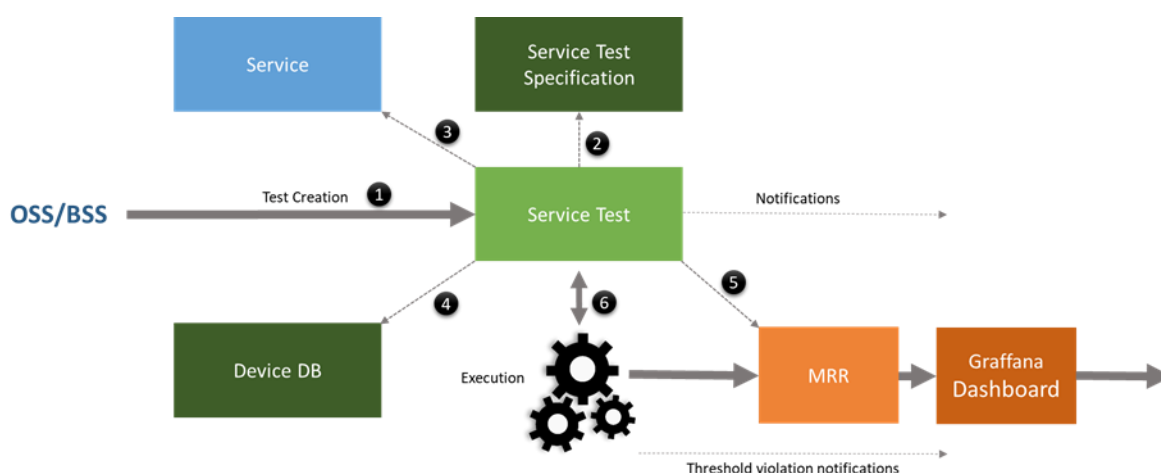 Service
Service Test
Specification
3
2
Test Creation
1
OSS/BSS
Service Test
Notifications
4
6
5
Device DB
Execution
MRR
Graffana
Dashboard
Threshold violation notifications